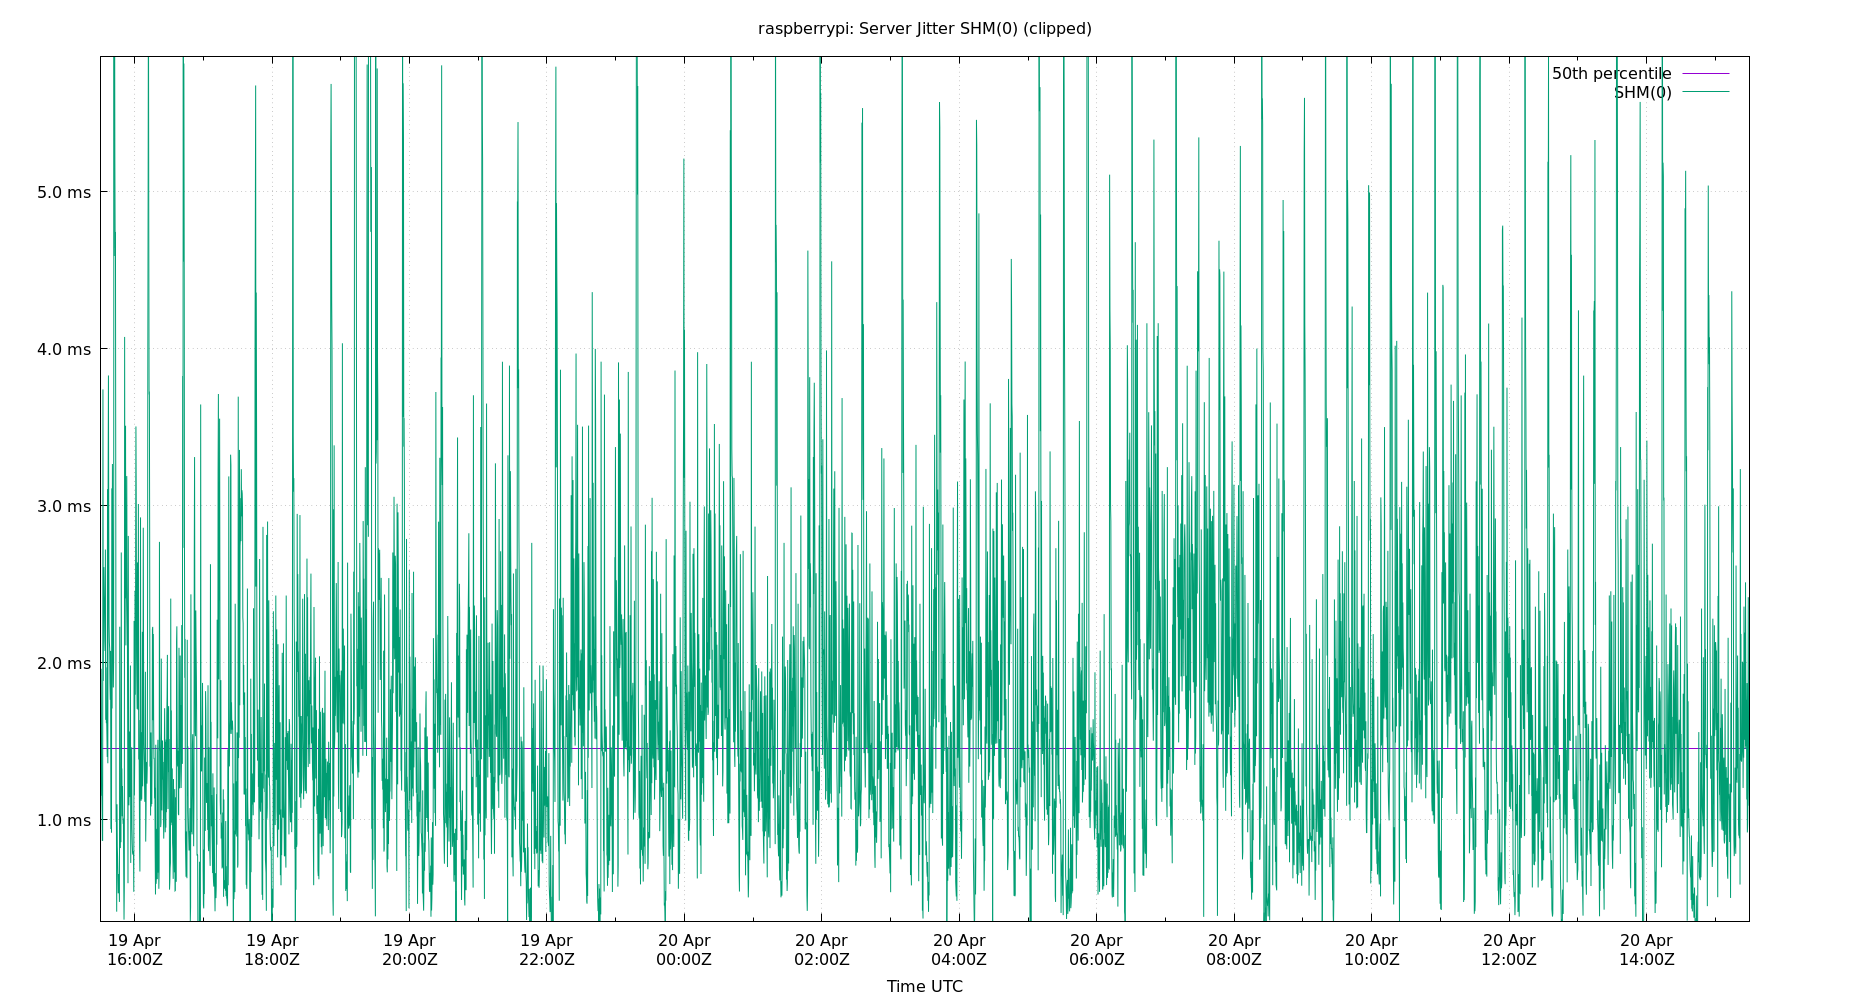 raspberrypi: Server Jitter SHM(0) (clipped)
50th percentile
SHM(0)
5.0 ms
4.0 ms
3.0 ms
2.0 ms
1.0 ms
19 Apr 19 Apr 19 Apr 19 Apr 20 Apr 20 Apr 20 Apr 20 Apr 20 Apr 20 Apr 20 Apr 20 Apr
16:00Z 18:00Z 20:00Z 22:00Z 00:00Z 02:00Z 04:00Z 06:00Z 08:00Z 10:00Z 12:00Z 14:00Z
Time UTC